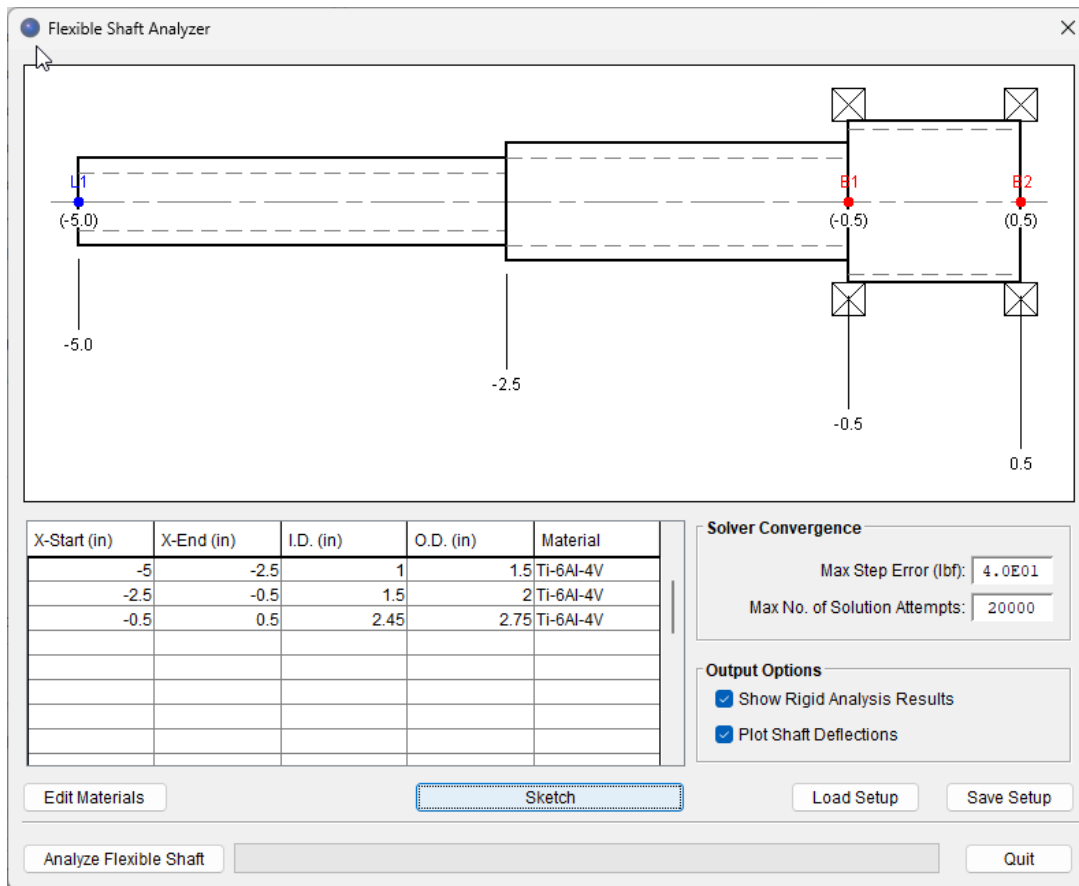 Flexible Shaft Analyzer
L1 B1 B2
(-5.0) (-0.5) (0.5)
-5.0
-2.5
-0.5
0.5
X-Start (in) X-End (in) I.D. (in) O.D. (in) Material
-5 -2.5 1 1.5 Ti-6Al-4V
-2.5 -0.5 1.5 2 Ti-6Al-4V
-0.5 0.5 2.45 2.75 Ti-6Al-4V
Solver Convergence
Max Step Error (lbf): 4.0E01
Max No. of Solution Attempts: 20000
Output Options
Show Rigid Analysis Results
Plot Shaft Deflections
Edit Materials Sketch Load Setup Save Setup
Analyze Flexible Shaft Quit